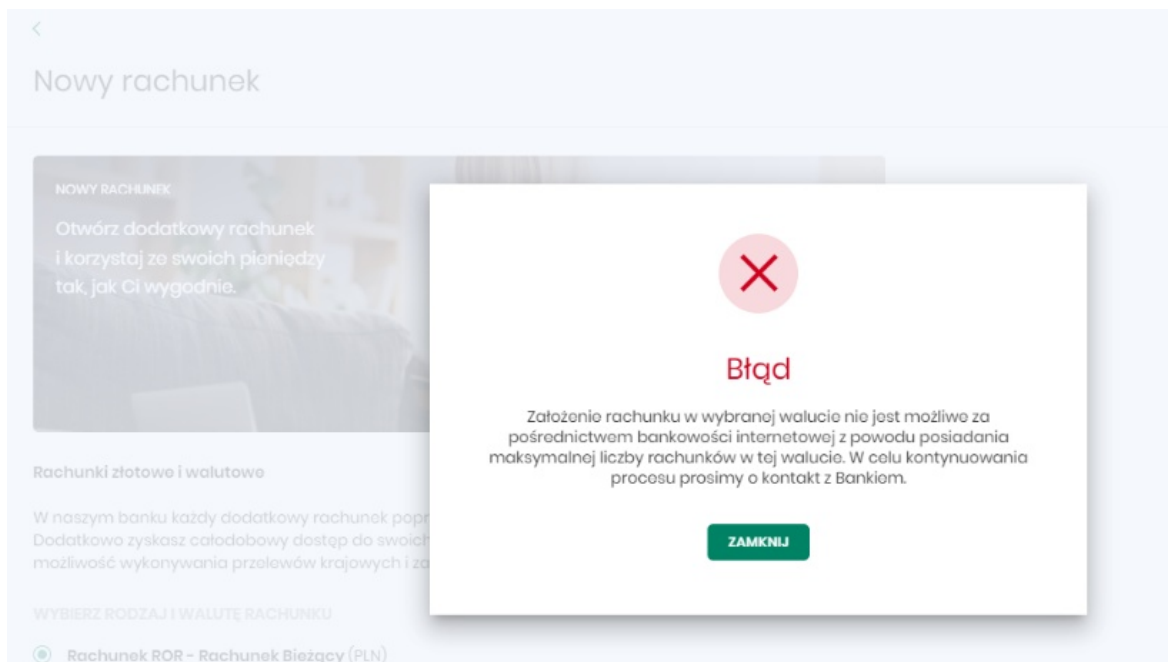 Nowy rachunek
NOWY RACHUNEK
Otwórz dodatkowy rachunek
i korzystaj ze swoich pieniędzy
tak, jak Ci wygodnie.
Błąd
Założenie rachunku w wybranej walucie nie jest możliwe za
pośrednictwem bankowości internetowej z powodu posiadania
maksymalnej liczby rachunków w tej walucie. W celu kontynuowania
procesu prosimy o kontakt z Bankiem.
ZAMKNIJ
Rachunki złotowe i walutowe
W naszym banku każdy dodatkowy rachunek popr
Dodatkowo zyskasz całodobowy dostęp do swoich
możliwość wykonywania przelewów krajowych i za
WYBIERZ RODZAJ I WALUTĘ RACHUNKU
Rachunek ROR - Rachunek Bieżący (PLN)